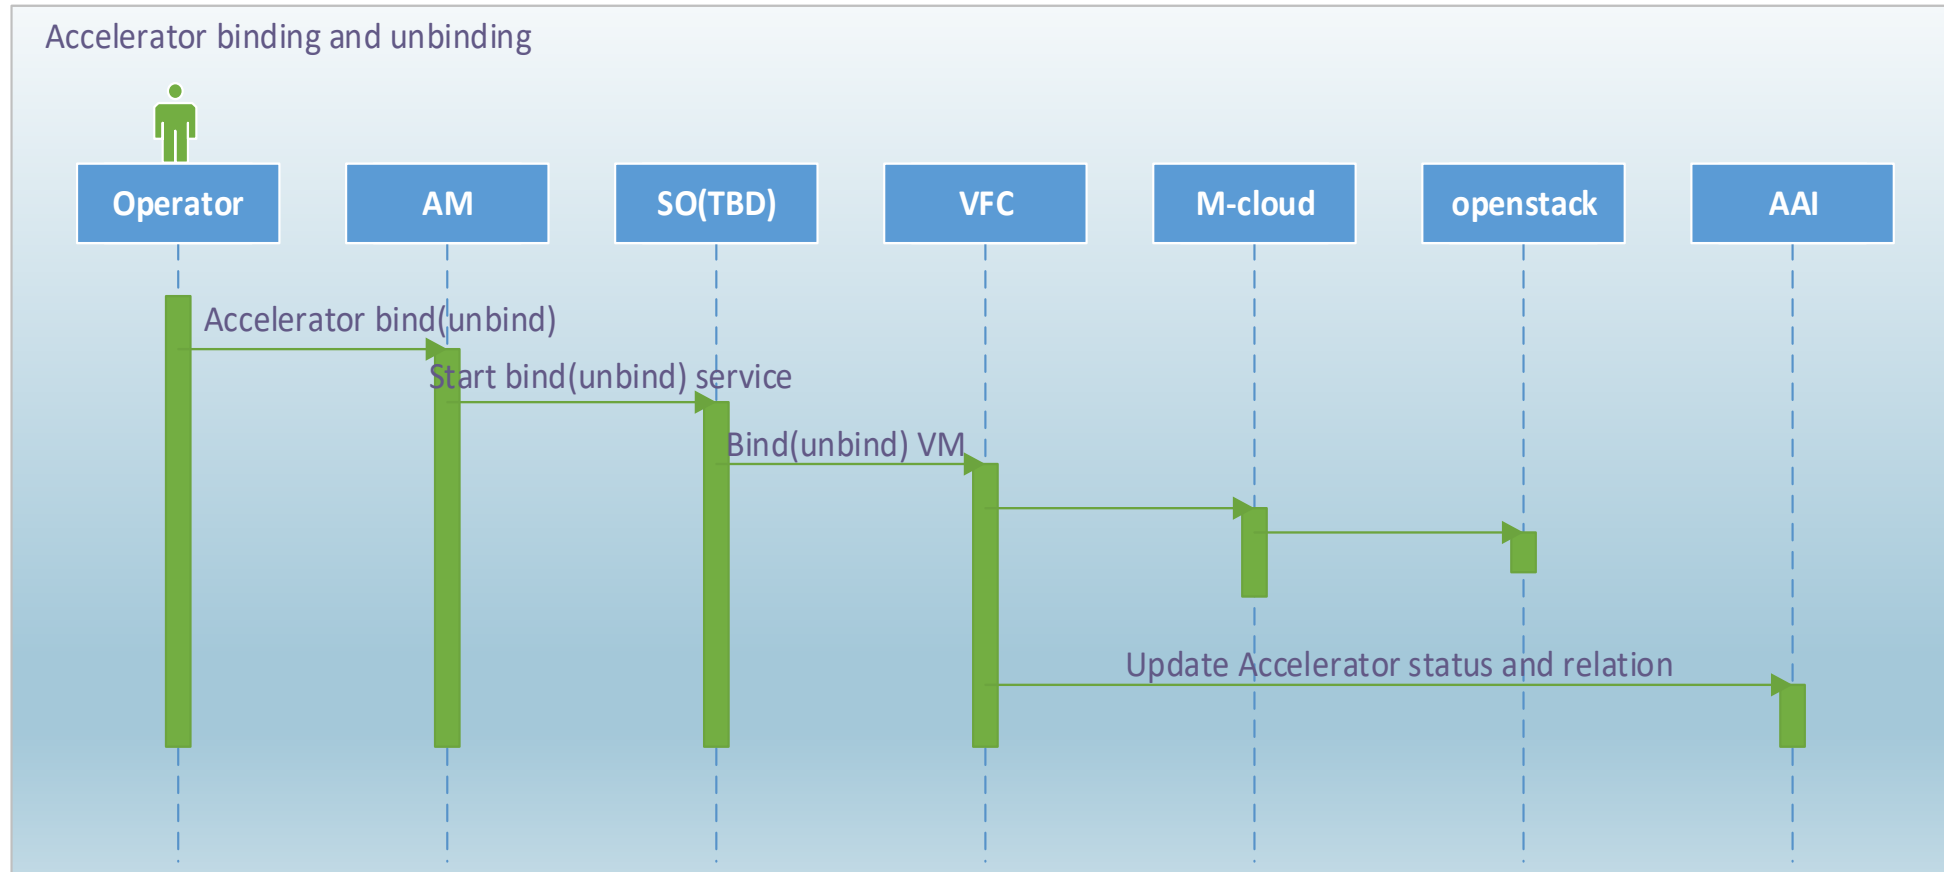 Accelerator binding and unbinding
Operator
AM
SO(TBD)
VFC
M-cloud
openstack
AAI
Accelerator bind(unbind)
Start bind(unbind) service
Bind(unbind) VM
Update Accelerator status and relation